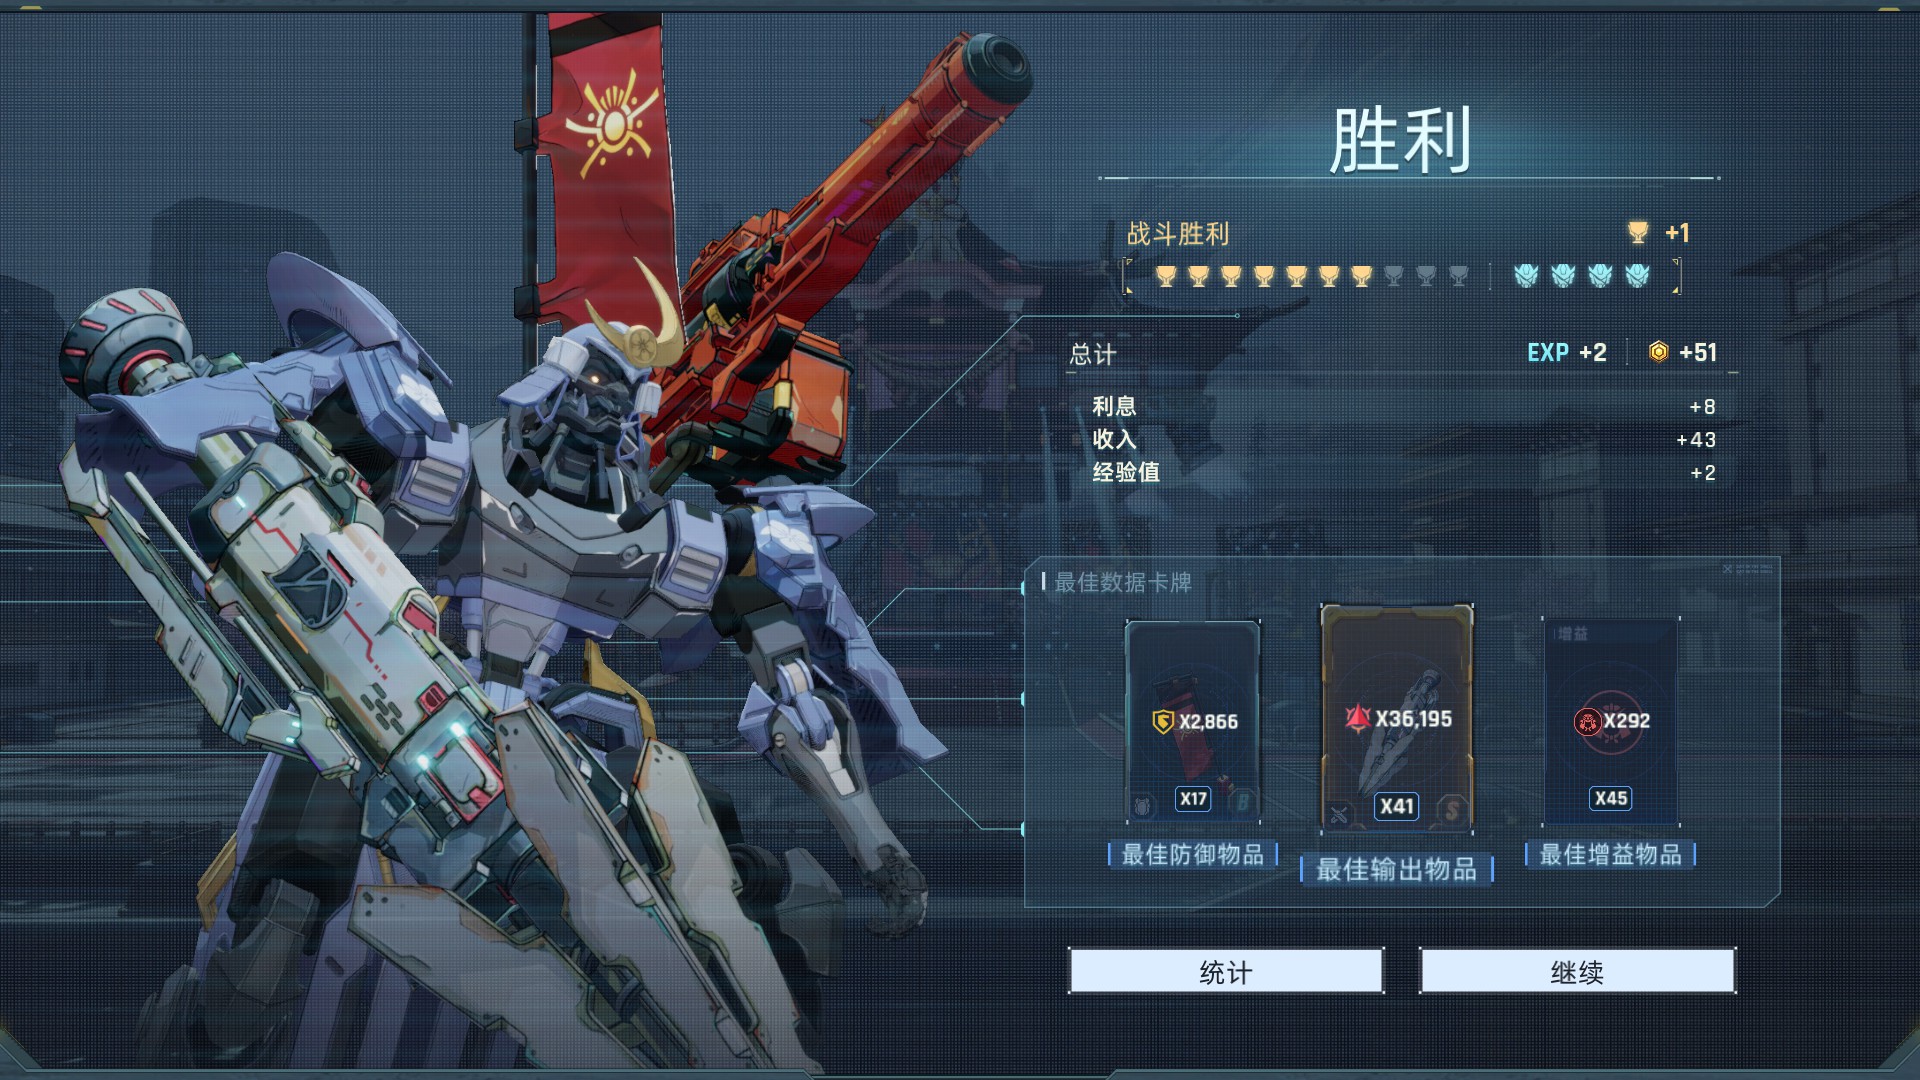 胜利
战斗胜利 +1
总计 EXP +2 +51
利息 +8
收入 +43
经验值 +2
最佳数据卡牌
增益
X2,866 X36,195 X292
X17 B X41 S X45
最佳防御物品 最佳输出物品 最佳增益物品
统计 继续